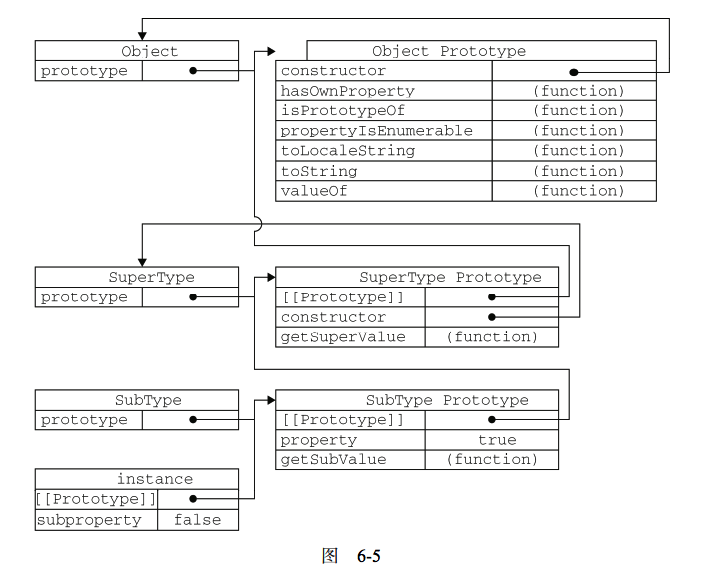 Object
prototype
Object Prototype
constructor
hasOwnProperty (function)
isPrototypeOf (function)
propertyIsEnumerable (function)
toLocaleString (function)
toString (function)
valueOf (function)
SuperType
prototype
SuperType Prototype
[[Prototype]]
constructor
getSuperValue (function)
SubType
prototype
SubType Prototype
[[Prototype]]
property true
getSubValue (function)
instance
[[Prototype]]
subproperty false
图 6-5